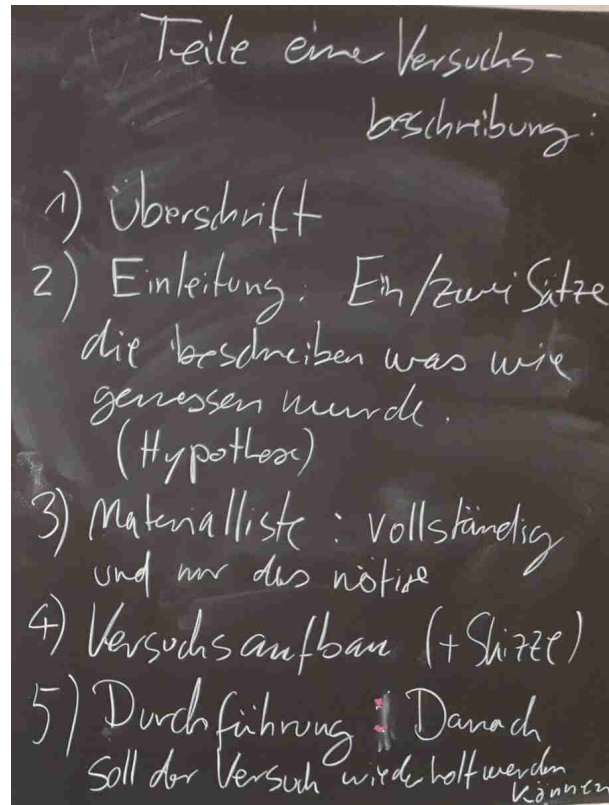 Teile einer Versuchs-
beschreibung:
1) Überschrift
2) Einleitung: Ein/zwei Sätze
die beschreiben was wie
gemessen wurde.
(Hypothese)
3) Materialliste: vollständig
und nur das nötige
4) Versuchsaufbau (+ Skizze)
5) Durchführung: Danach
soll der Versuch wiederholt werden
können